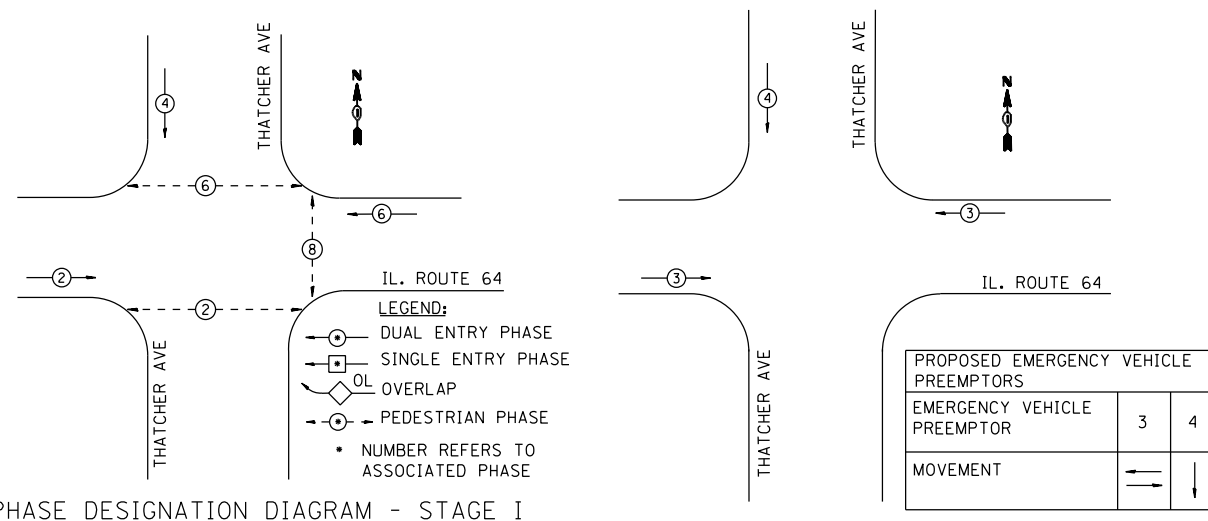 THATCHER AVE
N
4
6
6
8
2
IL. ROUTE 64
2
LEGEND:
* DUAL ENTRY PHASE
* SINGLE ENTRY PHASE
OL OVERLAP
* PEDESTRIAN PHASE
* NUMBER REFERS TO
ASSOCIATED PHASE
THATCHER AVE
PHASE DESIGNATION DIAGRAM - STAGE I
THATCHER AVE
N
4
3
3
IL. ROUTE 64
THATCHER AVE
PROPOSED EMERGENCY VEHICLE
PREEMPTORS
EMERGENCY VEHICLE
PREEMPTOR
3
4
MOVEMENT